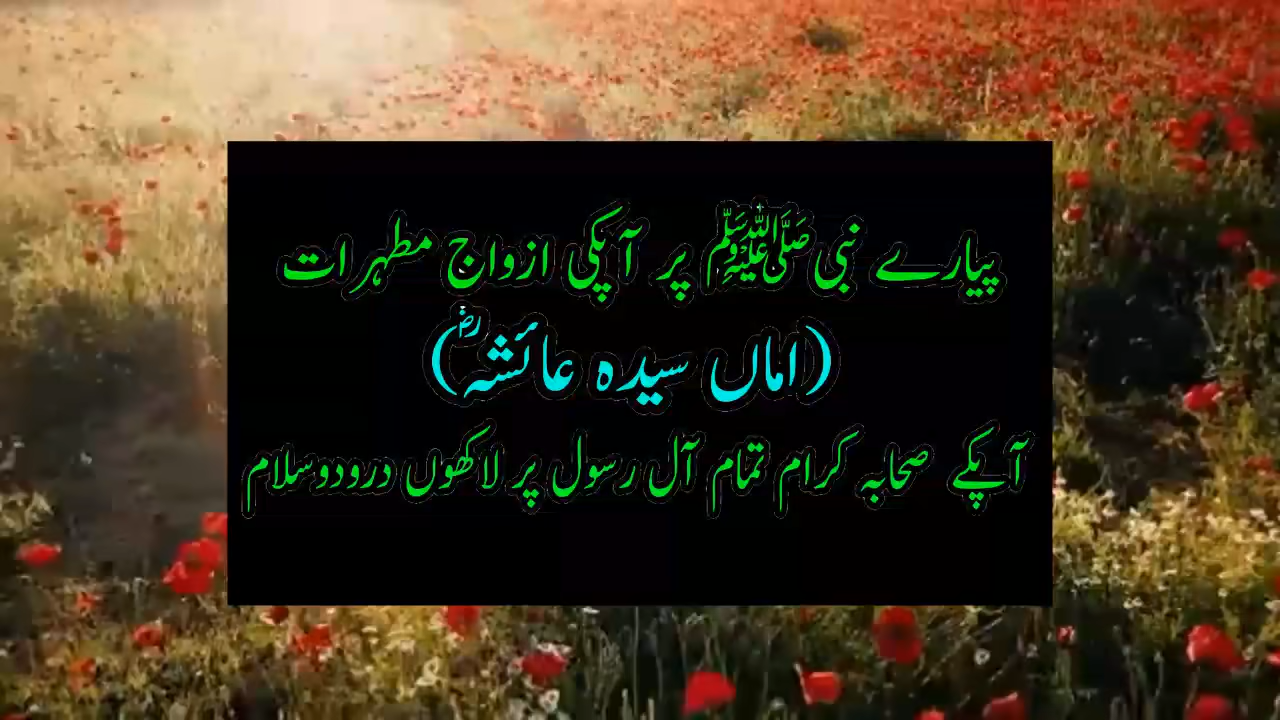 پیارے نبی ﷺ پر آپکی ازواج مطہرات
(اماں سیدہ عائشہؓ)
آپکے صحابہ کرام تمام آل رسول پر لاکھوں درودوسلام